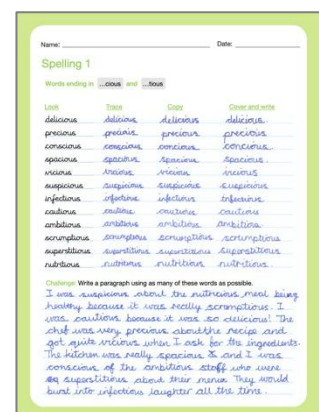 Name: Date:
Spelling 1
Words ending in ...cious and ...tious
Look Trace Copy Cover and write
delicious delicious delicious delicious
precious precious precious precious
conscious conscious concious concious
spacious spacious spacious spacious
vicious vicious vicious vicious
suspicious suspicious suspicious suspicious
infectious infectious infectious infectious
cautious cautious cautious cautious
ambitious ambitious ambitious ambitious
scrumptious scrumptious scrumptious scrumptious
superstitious superstitious superstitious superstitious
nutritious nutritious nutritious nutritious
Challenge: Write a paragraph using as many of these words as possible.
I was suspicious about the nutricious meal being
healthy because it was really scrumptious. I
was cautious because it was so delicious! The
chef was very precious about the recipe and
got quite vicious when I ask for the ingredients.
The kitchen was really spacious and I was
conscious of the ambitious staff who were
superstitious about their menu. They would
burst into infectious laughter all the time.